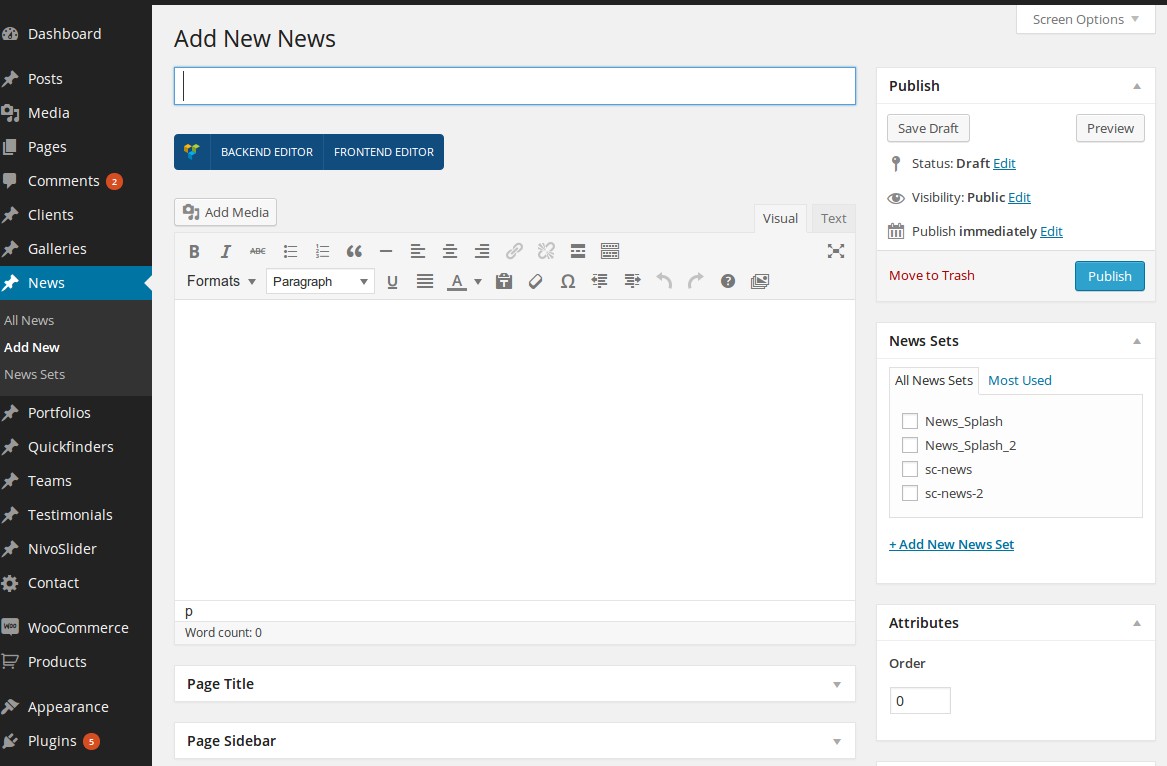 Screen Options
Dashboard
Posts
Media
Pages
Comments 2
Clients
Galleries
News
All News
Add New
News Sets
Portfolios
Quickfinders
Teams
Testimonials
NivoSlider
Contact
WOO WooCommerce
Products
Appearance
Plugins 5
Add New News
BACKEND EDITOR FRONTEND EDITOR
Add Media
Visual Text
B I ABC
Formats Paragraph U A Ω ?
p
Word count: 0
Page Title
Page Sidebar
Publish
Save Draft Preview
Status: Draft Edit
Visibility: Public Edit
Publish immediately Edit
Move to Trash Publish
News Sets
All News Sets Most Used
News_Splash
News_Splash_2
sc-news
sc-news-2
+ Add New News Set
Attributes
Order
0